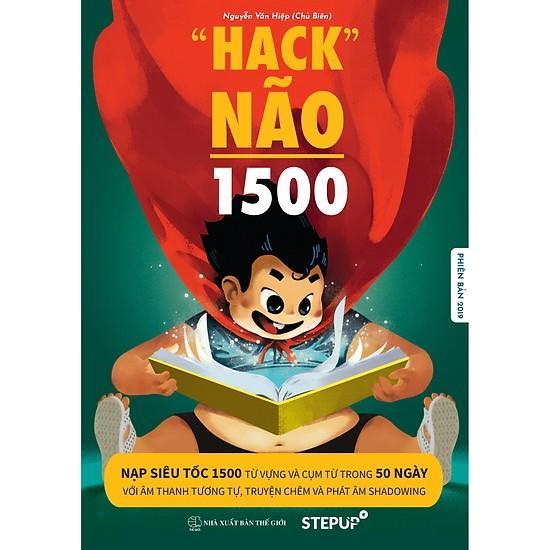 Nguyễn Văn Hiệp (Chủ Biên)
“HACK”
NÃO
1500
PHIÊN BẢN 2019
NẠP SIÊU TỐC 1500 TỪ VỰNG VÀ CỤM TỪ TRONG 50 NGÀY
VỚI ÂM THANH TƯƠNG TỰ, TRUYỆN CHÊM VÀ PHÁT ÂM SHADOWING
THẾ GIỚI
NHÀ XUẤT BẢN THẾ GIỚI
STEPUP